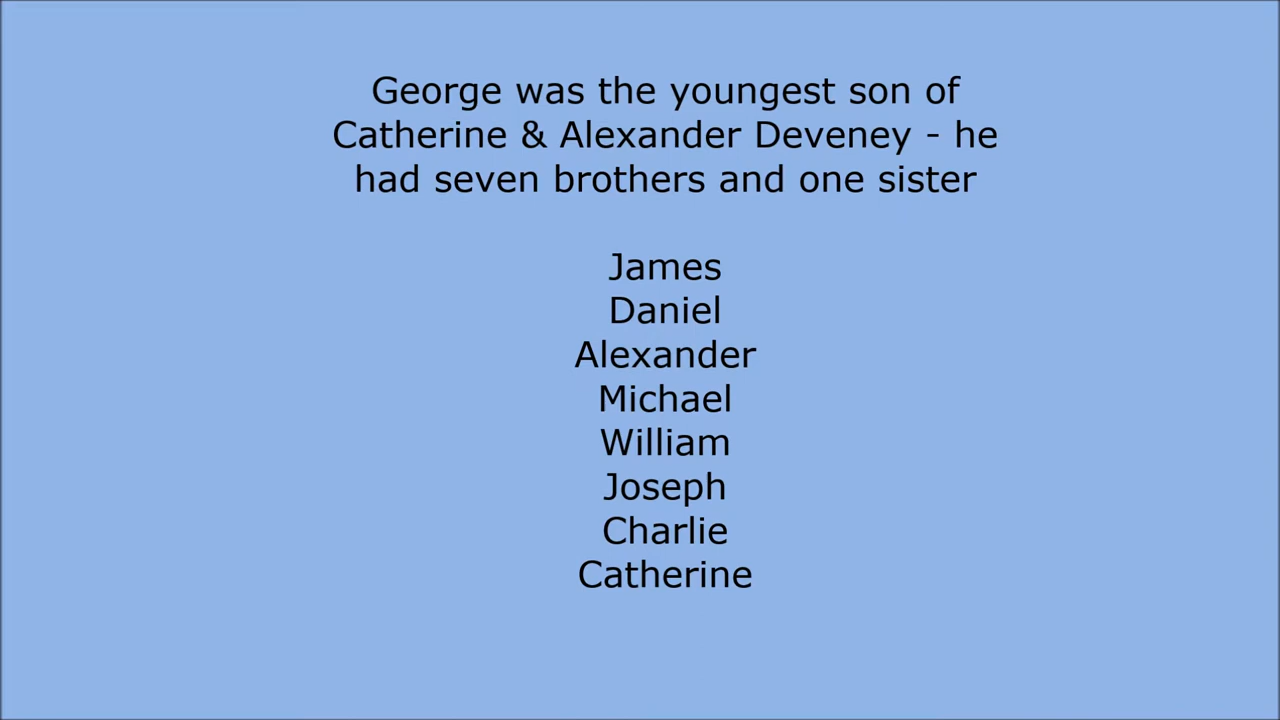 George was the youngest son of
Catherine & Alexander Deveney - he
had seven brothers and one sister
James
Daniel
Alexander
Michael
William
Joseph
Charlie
Catherine